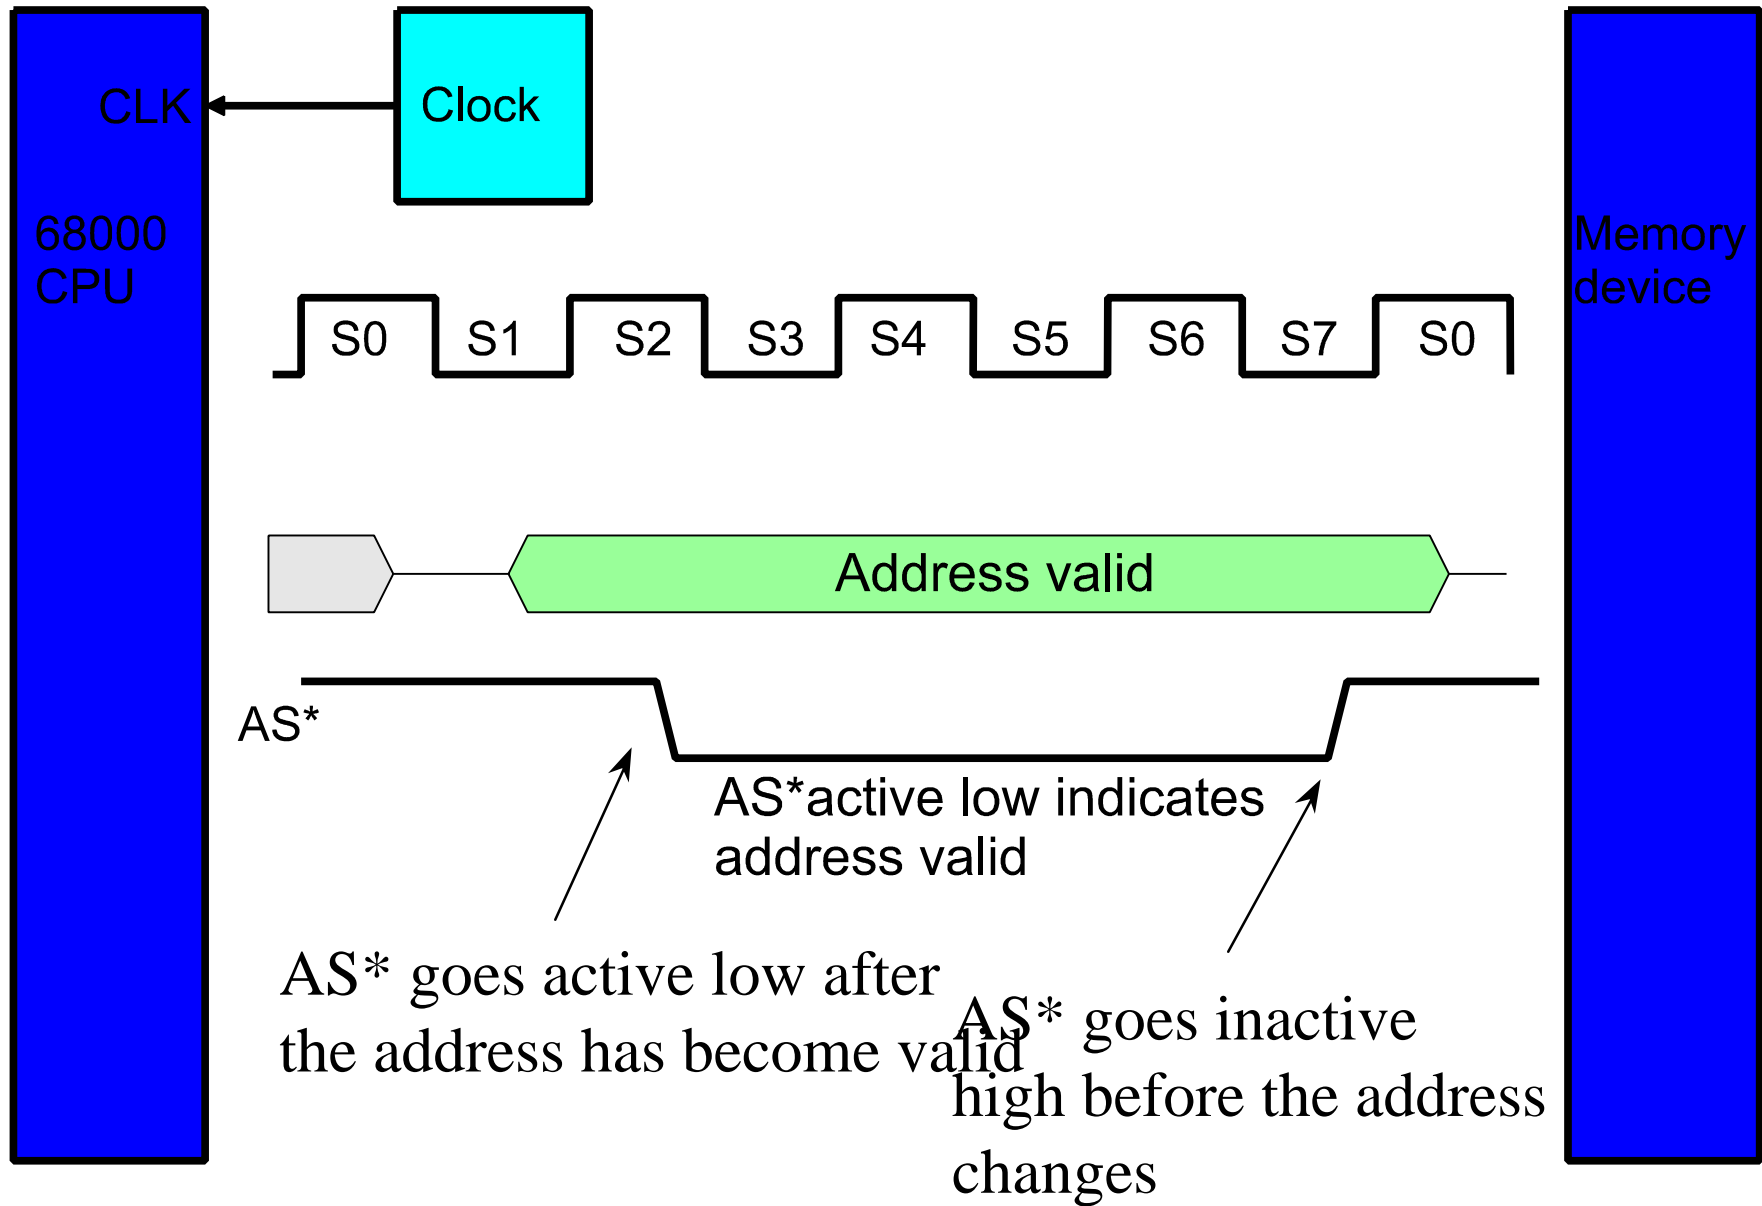 CLK
Clock
68000
CPU
Memory
device
S0 S1 S2 S3 S4 S5 S6 S7 S0
Address valid
AS*
AS*active low indicates
address valid
AS* goes active low after
the address has become valid
AS* goes inactive
high before the address
changes